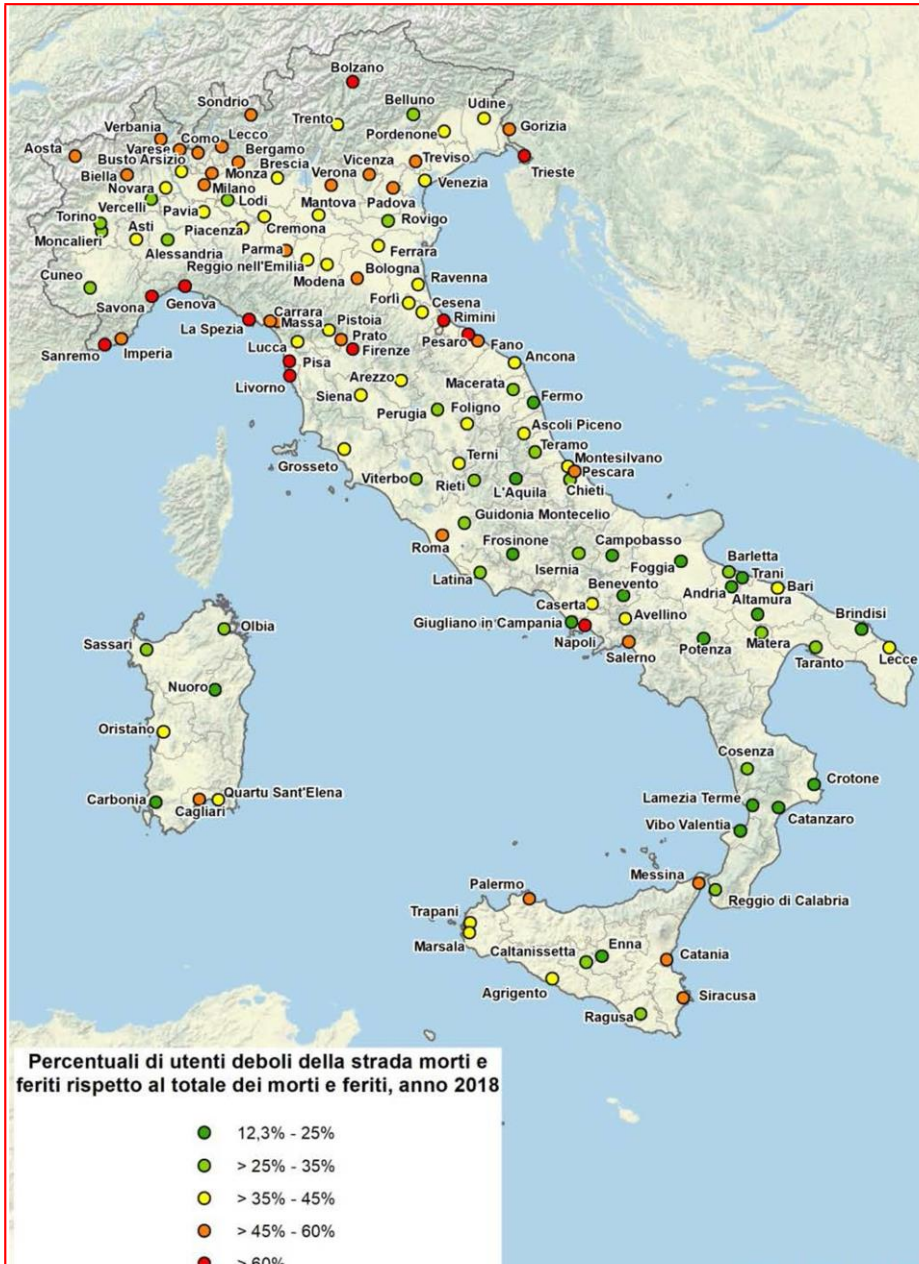 Bolzano
Sondrio
Belluno
Udine
Trento
Pordenone
Gorizia
Verbania
Como
Lecco
Aosta
Varese
Bergamo
Vicenza
Treviso
Busto Arsizio
Brescia
Verona
Trieste
Biella
Monza
Novara
Milano
Mantova
Padova
Venezia
Vercelli
Lodi
Torino
Pavia
Cremona
Rovigo
Asti
Piacenza
Moncalieri
Parma
Ferrara
Alessandria
Reggio nell'Emilia
Bologna
Cuneo
Modena
Ravenna
Savona
Genova
Forlì
Cesena
Carrara
La Spezia
Massa
Pistoia
Rimini
Prato
Pesaro
Fano
Sanremo
Imperia
Lucca
Firenze
Pisa
Ancona
Arezzo
Livorno
Macerata
Siena
Fermo
Perugia
Foligno
Ascoli Piceno
Teramo
Grosseto
Terni
Montesilvano
Pescara
Viterbo
Rieti
L'Aquila
Chieti
Guidonia Montecelio
Roma
Frosinone
Campobasso
Isernia
Foggia
Barletta
Latina
Trani
Benevento
Andria
Bari
Caserta
Altamura
Brindisi
Giugliano in Campania
Avellino
Olbia
Napoli
Potenza
Matera
Sassari
Salerno
Taranto
Lecce
Nuoro
Oristano
Cosenza
Quartu Sant'Elena
Crotone
Carbonia
Lamezia Terme
Cagliari
Catanzaro
Vibo Valentia
Messina
Palermo
Reggio di Calabria
Trapani
Marsala
Caltanissetta
Enna
Catania
Agrigento
Siracusa
Ragusa
Percentuali di utenti deboli della strada morti e
feriti rispetto al totale dei morti e feriti, anno 2018
12,3% - 25%
> 25% - 35%
> 35% - 45%
> 45% - 60%
> 60%